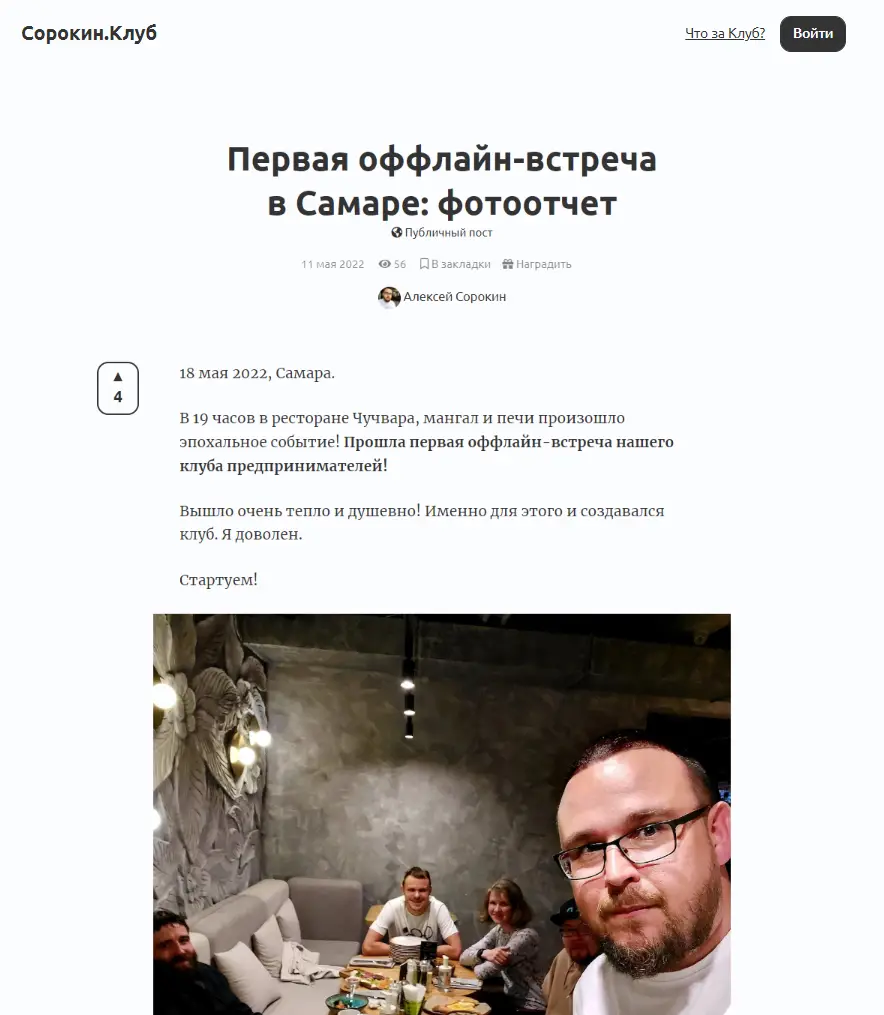 Сорокин.Клуб
Что за Клуб?
Войти
Первая оффлайн-встреча
в Самаре: фотоотчет
Публичный пост
11 мая 2022 56 В закладки Наградить
Алексей Сорокин
▲
4
18 мая 2022, Самара.
В 19 часов в ресторане Чучвара, мангал и печи произошло
эпохальное событие! Прошла первая оффлайн-встреча нашего
клуба предпринимателей!
Вышло очень тепло и душевно! Именно для этого и создавался
клуб. Я доволен.
Стартуем!